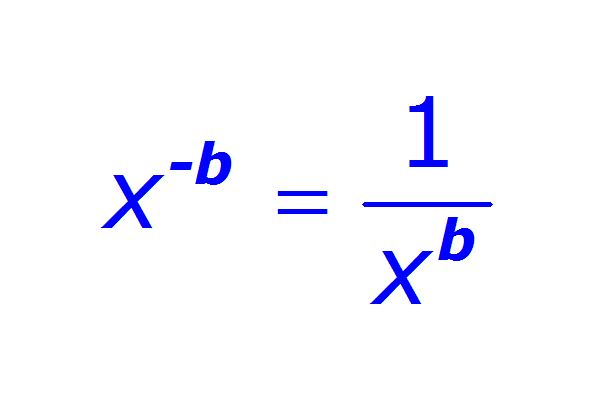 x^-b = 1/x^b